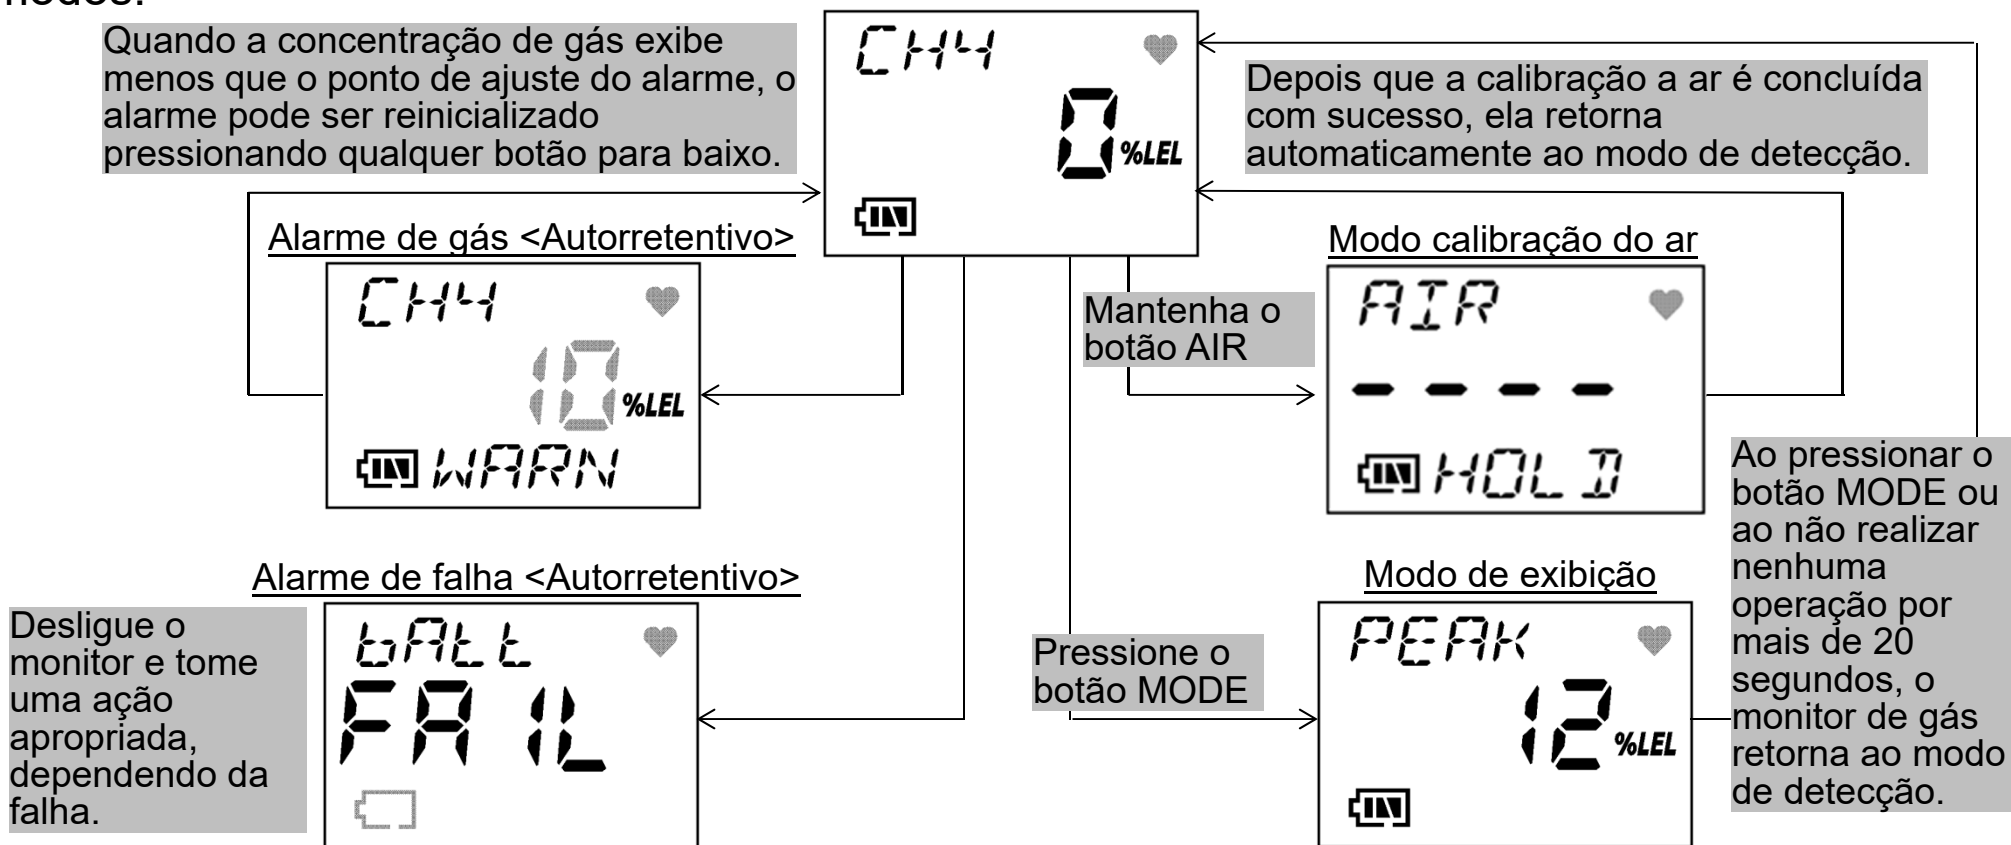 modos:
Quando a concentração de gás exibe
menos que o ponto de ajuste do alarme, o
alarme pode ser reinicializado
pressionando qualquer botão para baixo.
CH4
0 %LEL
Depois que a calibração a ar é concluída
com sucesso, ela retorna
automaticamente ao modo de detecção.
Alarme de gás <Autorretentivo>
CH4
10 %LEL
WARN
Mantenha o
botão AIR
Modo calibração do ar
AIR
- - - -
HOLD
Alarme de falha <Autorretentivo>
Desligue o
monitor e tome
uma ação
apropriada,
dependendo da
falha.
bAtt
FAIL
Pressione o
botão MODE
Modo de exibição
PEAK
12 %LEL
Ao pressionar o
botão MODE ou
ao não realizar
nenhuma
operação por
mais de 20
segundos, o
monitor de gás
retorna ao modo
de detecção.